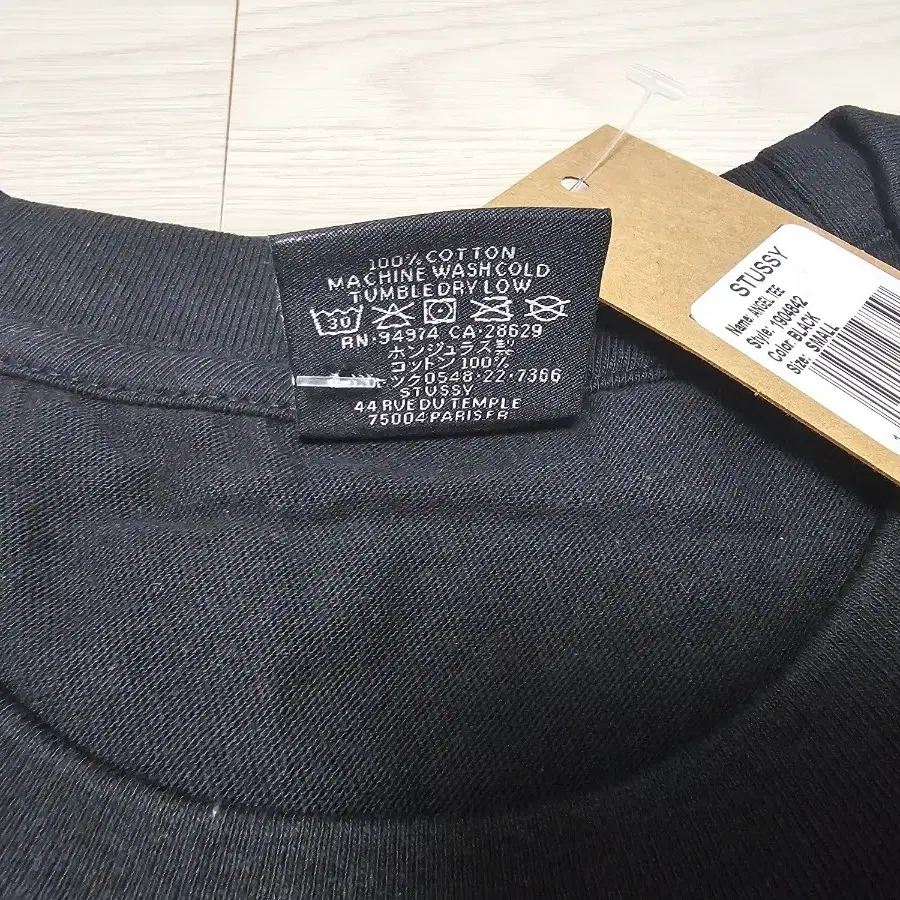 100% COTTON
MACHINE WASH COLD
TUMBLE DRY LOW
30
RN·94974 CA·28629
ホンジュラス製
コットン100%
ック0548·22·7366
STUSSY
44 RUE DU TEMPLE
75004 PARIS FR
STUSSY
Name: ANGEL TEE
Style: 1904842
Color: BLACK
Size: SMALL